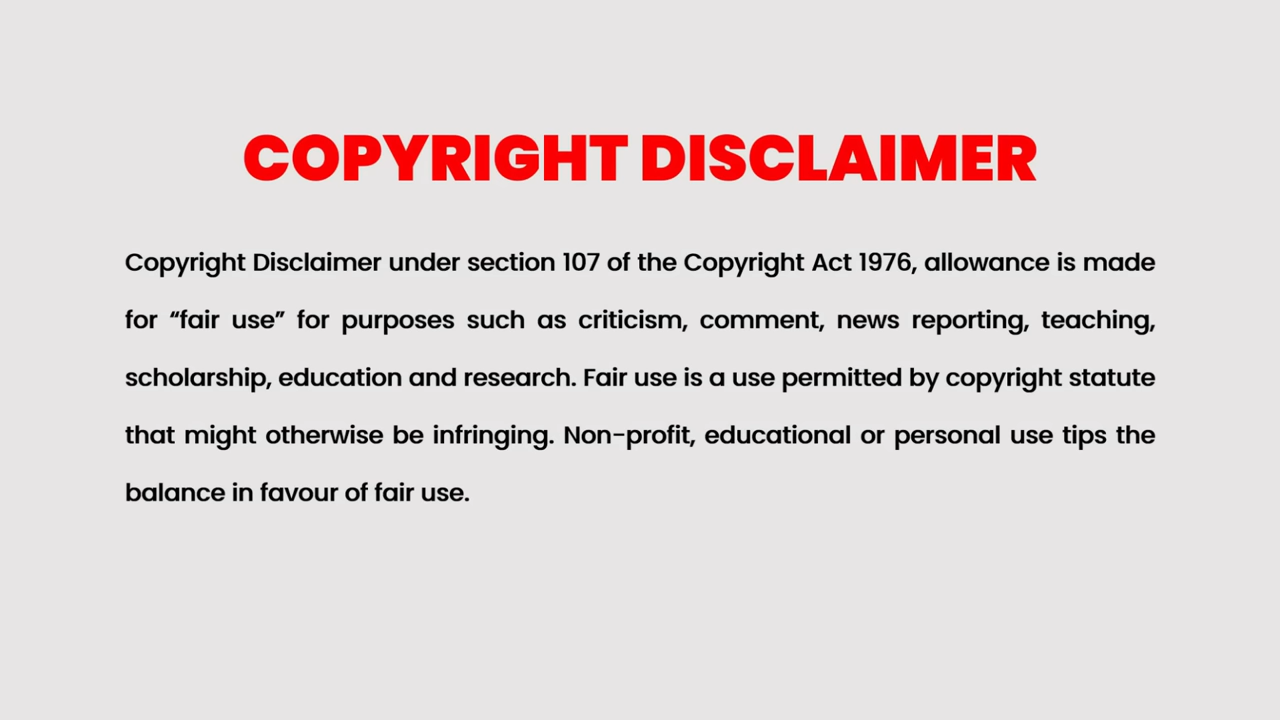 COPYRIGHT DISCLAIMER
Copyright Disclaimer under section 107 of the Copyright Act 1976, allowance is made
for “fair use” for purposes such as criticism, comment, news reporting, teaching,
scholarship, education and research. Fair use is a use permitted by copyright statute
that might otherwise be infringing. Non-profit, educational or personal use tips the
balance in favour of fair use.